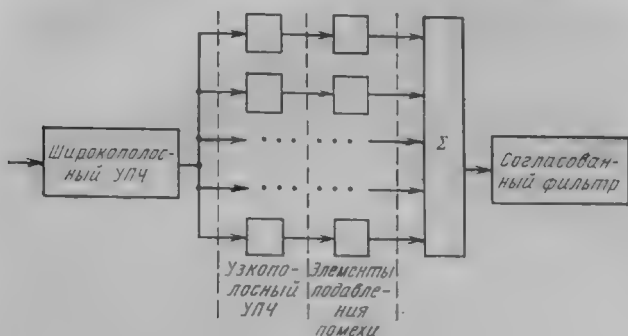 Широкополос-
ный УПЧ
Σ
Согласован-
ный фильтр
Узкопо-
лосный
УПЧ
Элементы
подавле-
ния
помехи